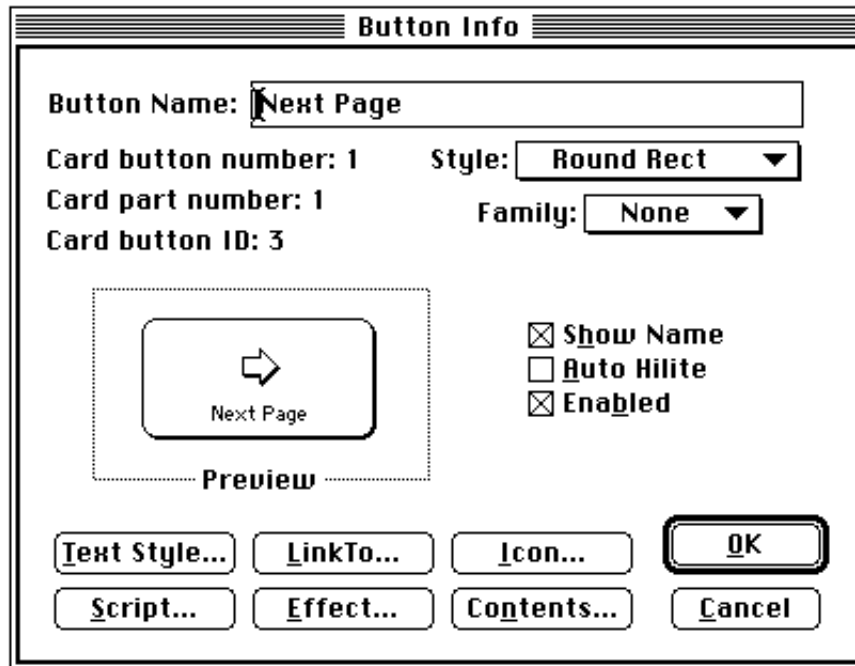 Button Info
Button Name: Next Page
Card button number: 1 Style: Round Rect
Card part number: 1
Family: None
Card button ID: 3
Show Name
Auto Hilite
Enabled
Next Page
Preview
Text Style... LinkTo... Icon... OK
Script... Effect... Contents... Cancel